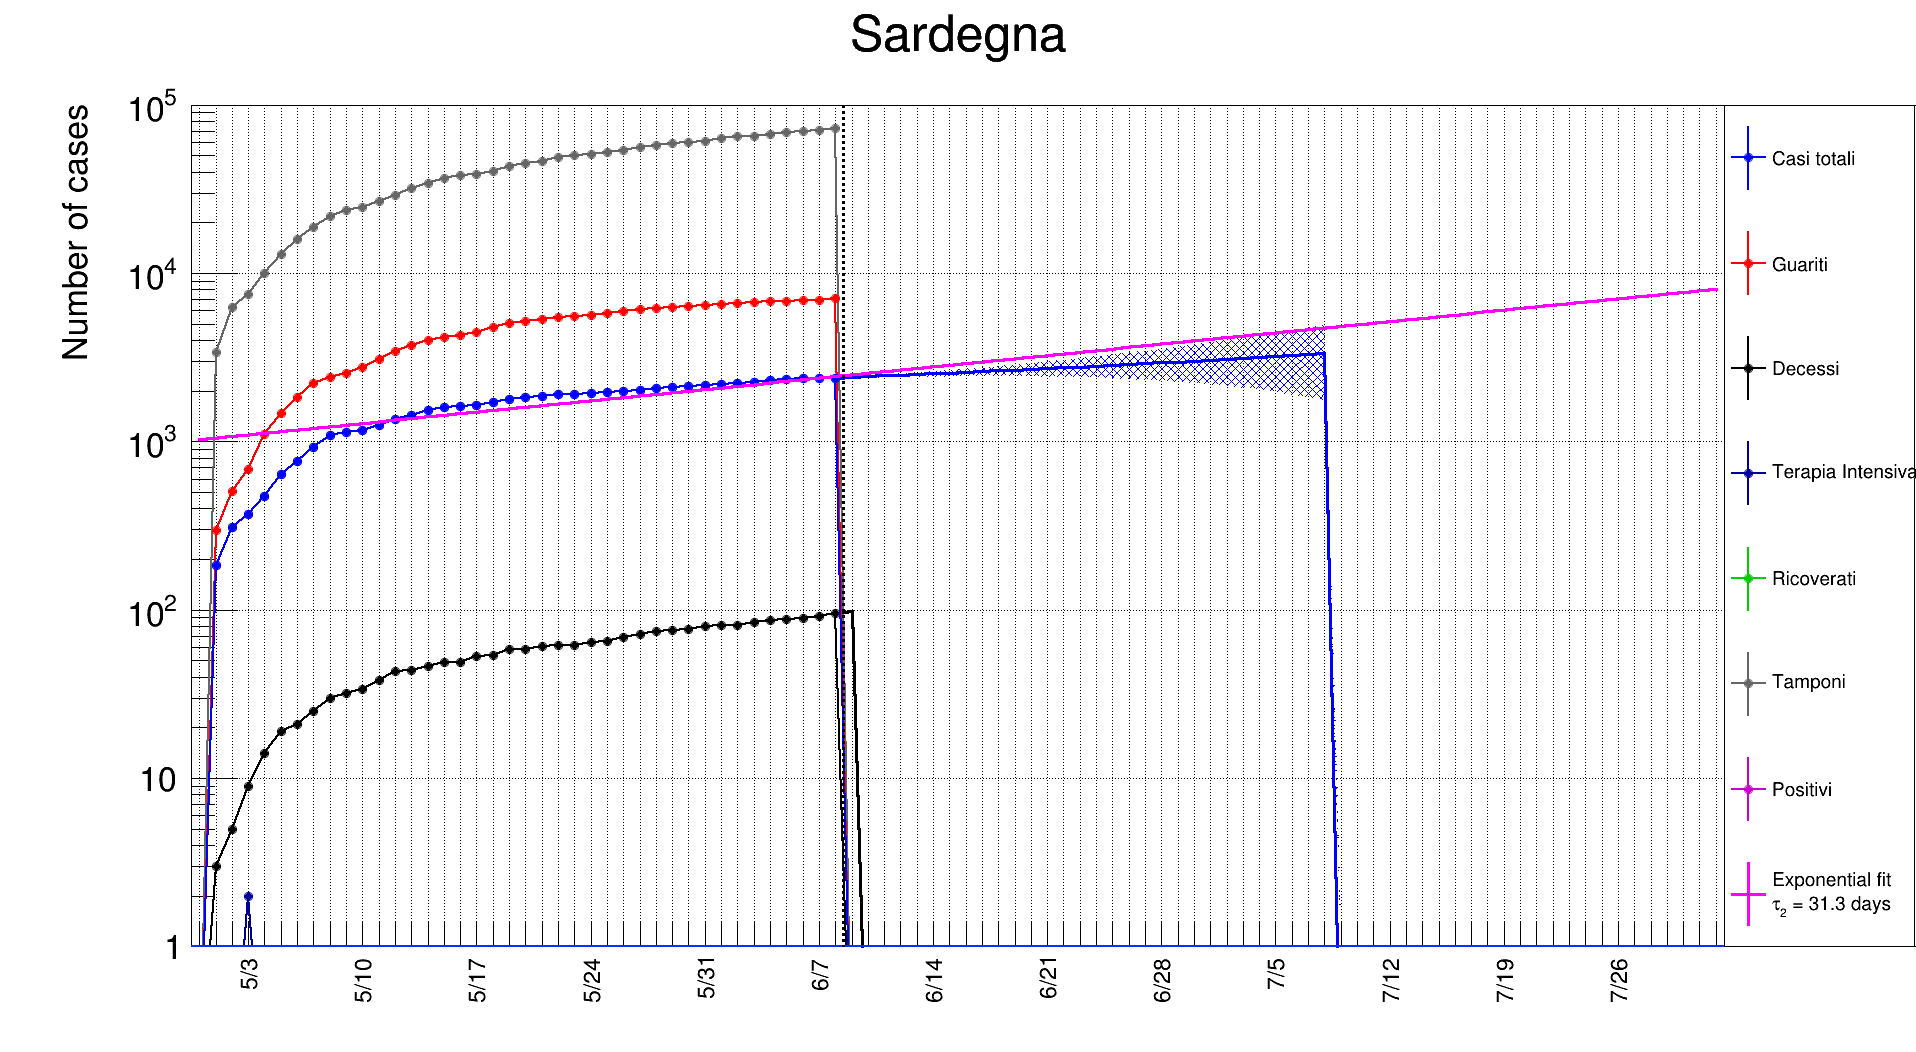 Sardegna
Number of cases
10^5
10^4
10^3
10^2
10
1
5/3
5/10
5/17
5/24
5/31
6/7
6/14
6/21
6/28
7/5
7/12
7/19
7/26
Casi totali
Guariti
Decessi
Terapia Intensiva
Ricoverati
Tamponi
Positivi
Exponential fit
τ₂ = 31.3 days